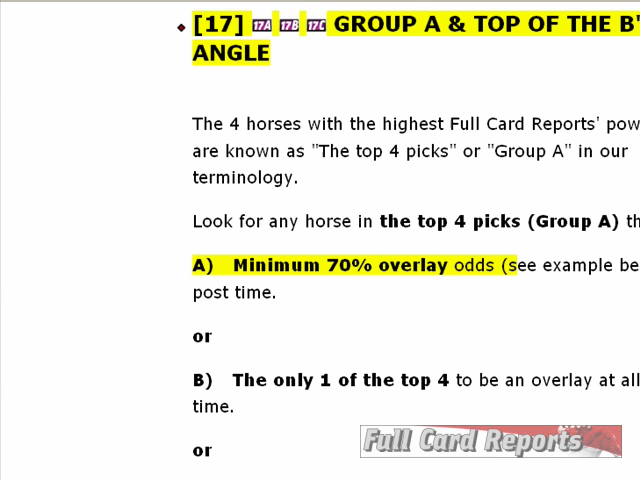 [17] 17A 17B 17C GROUP A & TOP OF THE B'
ANGLE
The 4 horses with the highest Full Card Reports' pow
are known as "The top 4 picks" or "Group A" in our
terminology.
Look for any horse in the top 4 picks (Group A) th
A) Minimum 70% overlay odds (see example be
post time.
or
B) The only 1 of the top 4 to be an overlay at all
time.
or
Full Card Reports